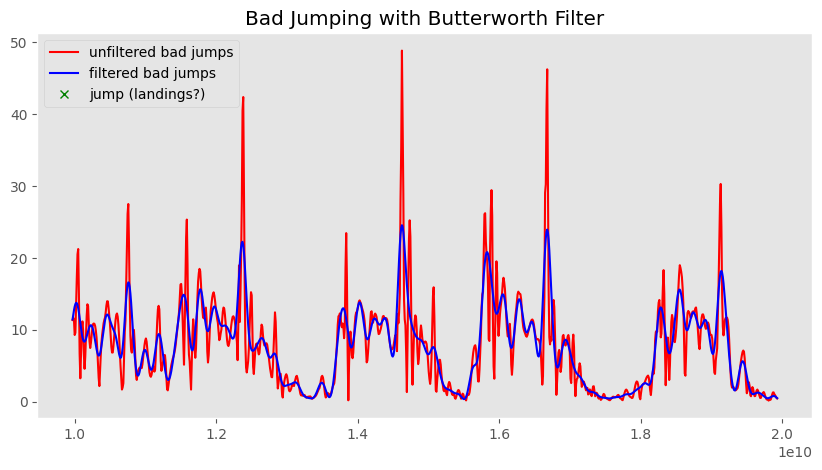 Bad Jumping with Butterworth Filter
unfiltered bad jumps
filtered bad jumps
jump (landings?)
50
40
30
20
10
0
1.0 1.2 1.4 1.6 1.8 2.0
1e10